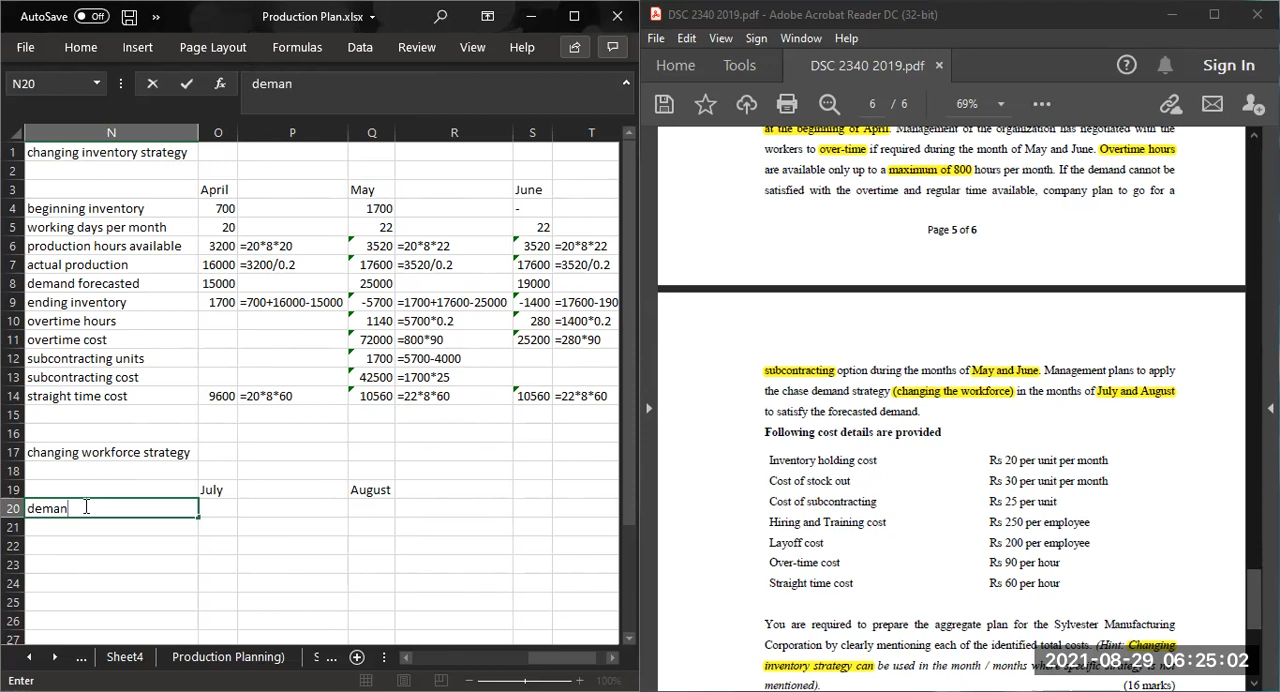 AutoSave Off » Production Plan.xlsx
File Home Insert Page Layout Formulas Data Review View Help
N20 fx deman
N O P Q R S T
1 changing inventory strategy
2
3 April May June
4 beginning inventory 700 1700 -
5 working days per month 20 22 22
6 production hours available 3200 =20*8*20 3520 =20*8*22 3520 =20*8*22
7 actual production 16000 =3200/0.2 17600 =3520/0.2 17600 =3520/0.2
8 demand forecasted 15000 25000 19000
9 ending inventory 1700 =700+16000-15000 -5700 =1700+17600-25000 -1400 =17600-190
10 overtime hours 1140 =5700*0.2 280 =1400*0.2
11 overtime cost 72000 =800*90 25200 =280*90
12 subcontracting units 1700 =5700-4000
13 subcontracting cost 42500 =1700*25
14 straight time cost 9600 =20*8*60 10560 =22*8*60 10560 =22*8*60
15
16
17 changing workforce strategy
18
19 July August
20 deman
21
22
23
24
25
26
27
... Sheet4 Production Planning) S ...
Enter 100%
DSC 2340 2019.pdf - Adobe Acrobat Reader DC (32-bit)
File Edit View Sign Window Help
Home Tools DSC 2340 2019.pdf × Sign In
6 / 6 69%
at the beginning of April. Management of the organization has negotiated with the
workers to over-time if required during the month of May and June. Overtime hours
are available only up to a maximum of 800 hours per month. If the demand cannot be
satisfied with the overtime and regular time available, company plan to go for a
Page 5 of 6
subcontracting option during the months of May and June. Management plans to apply
the chase demand strategy (changing the workforce) in the months of July and August
to satisfy the forecasted demand.
Following cost details are provided
Inventory holding cost Rs 20 per unit per month
Cost of stock out Rs 30 per unit per month
Cost of subcontracting Rs 25 per unit
Hiring and Training cost Rs 250 per employee
Layoff cost Rs 200 per employee
Over-time cost Rs 90 per hour
Straight time cost Rs 60 per hour
You are required to prepare the aggregate plan for the Sylvester Manufacturing
Corporation by clearly mentioning each of the identified total costs. (Hint: Changing
inventory strategy can be used in the month / months where specific strategy is not
mentioned). (16 marks)
2021-08-29 06:25:02